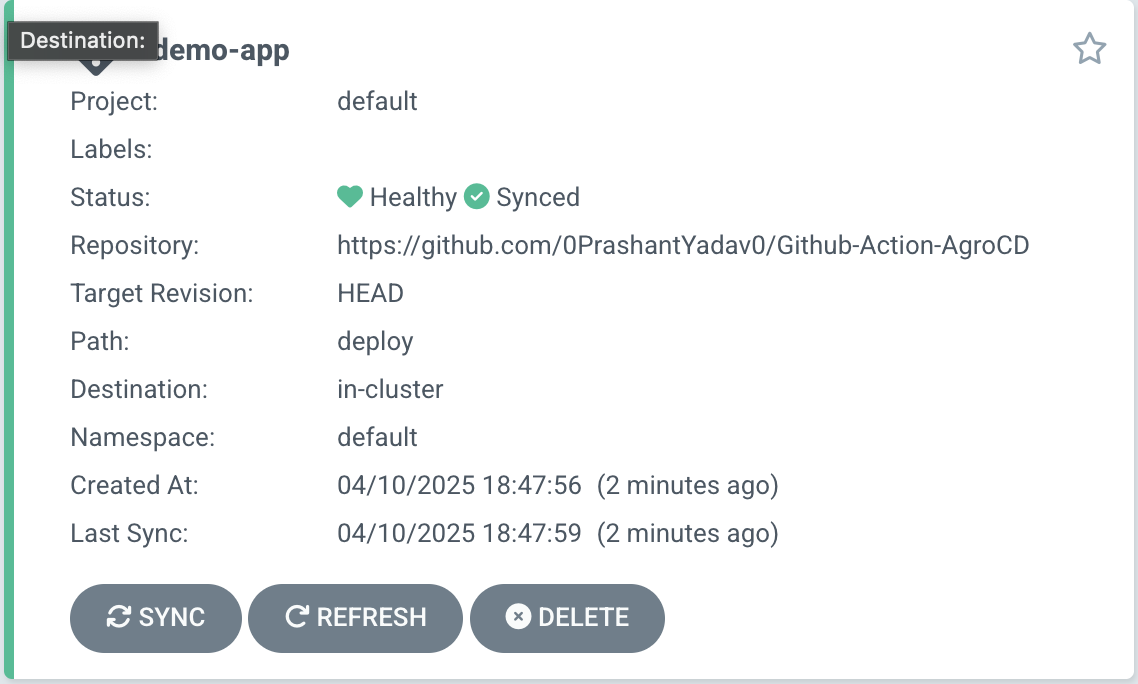 Destination:
demo-app
Project: default
Labels:
Status: Healthy Synced
Repository: https://github.com/0PrashantYadav0/Github-Action-AgroCD
Target Revision: HEAD
Path: deploy
Destination: in-cluster
Namespace: default
Created At: 04/10/2025 18:47:56 (2 minutes ago)
Last Sync: 04/10/2025 18:47:59 (2 minutes ago)
SYNC REFRESH DELETE